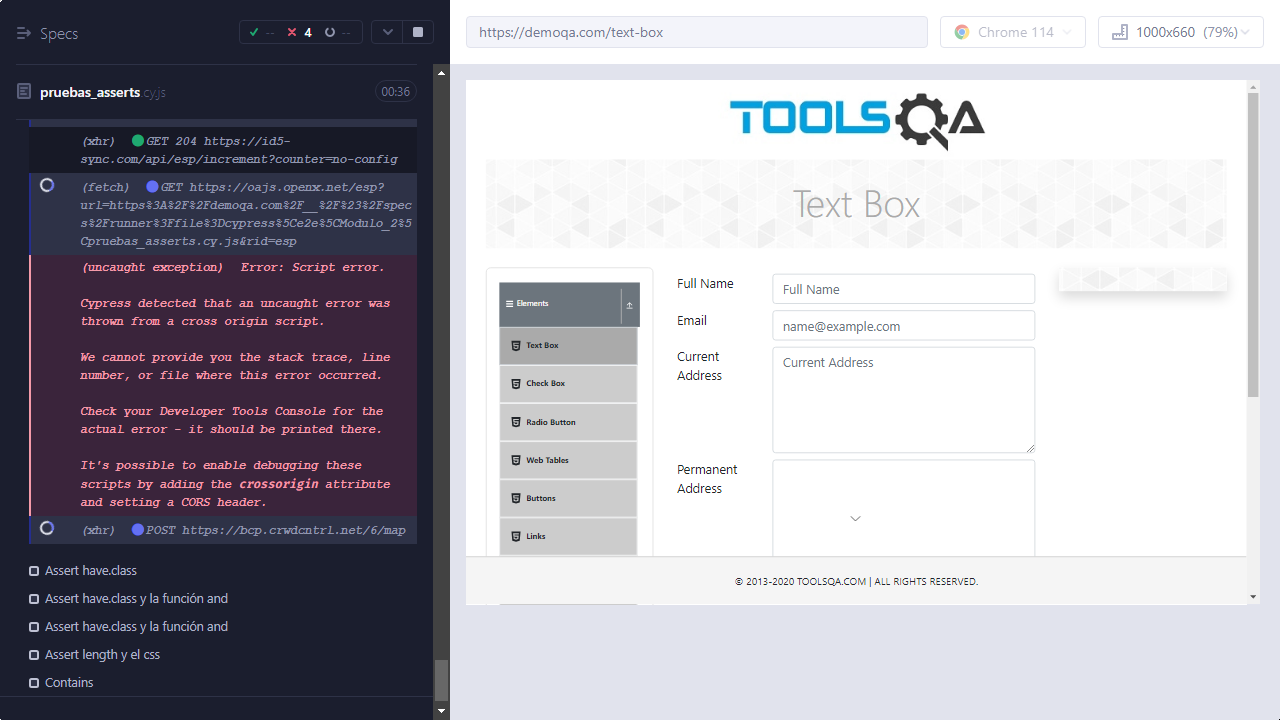 Specs
--
4
--
https://demoqa.com/text-box
Chrome 114
1000x660 (79%)
pruebas_asserts.cy.js
00:36
(xhr) GET 204 https://id5-
sync.com/api/esp/increment?counter=no-config
(fetch) GET https://oajs.openx.net/esp?
url=https%3A%2F%2Fdemoqa.com%2F__%2F%23%2Fspec
s%2Frunner%3Ffile%3Dcypress%5Ce2e%5CModulo_2%5
Cpruebas_asserts.cy.js&rid=esp
(uncaught exception) Error: Script error.
Cypress detected that an uncaught error was
thrown from a cross origin script.
We cannot provide you the stack trace, line
number, or file where this error occurred.
Check your Developer Tools Console for the
actual error - it should be printed there.
It's possible to enable debugging these
scripts by adding the crossorigin attribute
and setting a CORS header.
(xhr) POST https://bcp.crwdcntrl.net/6/map
Assert have.class
Assert have.class y la función and
Assert have.class y la función and
Assert length y el css
Contains
TOOLSQA
Text Box
Elements
Text Box
Check Box
Radio Button
Web Tables
Buttons
Links
Full Name
Full Name
Email
name@example.com
Current
Address
Current Address
Permanent
Address
© 2013-2020 TOOLSQA.COM | ALL RIGHTS RESERVED.